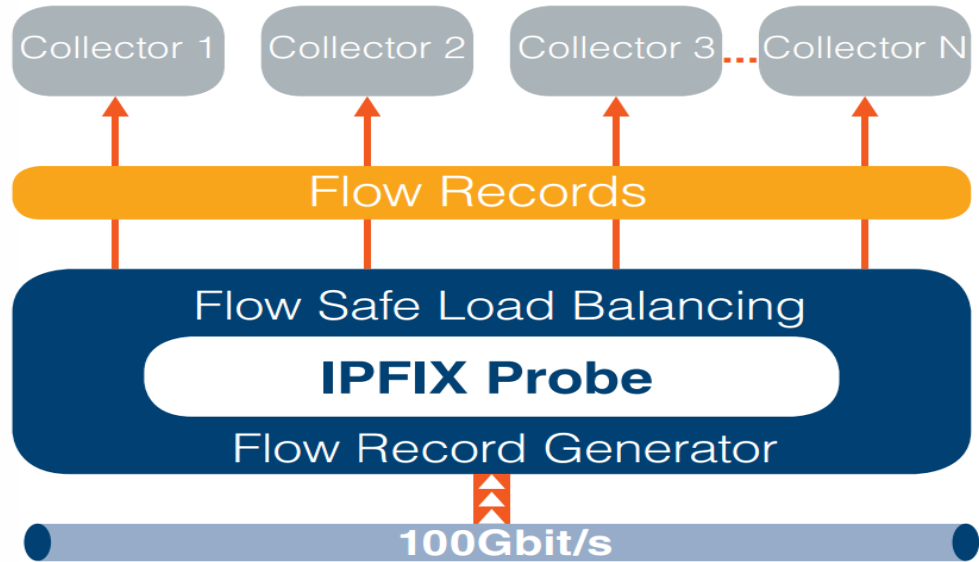 Collector 1
Collector 2
Collector 3
...
Collector N
Flow Records
Flow Safe Load Balancing
IPFIX Probe
Flow Record Generator
100Gbit/s